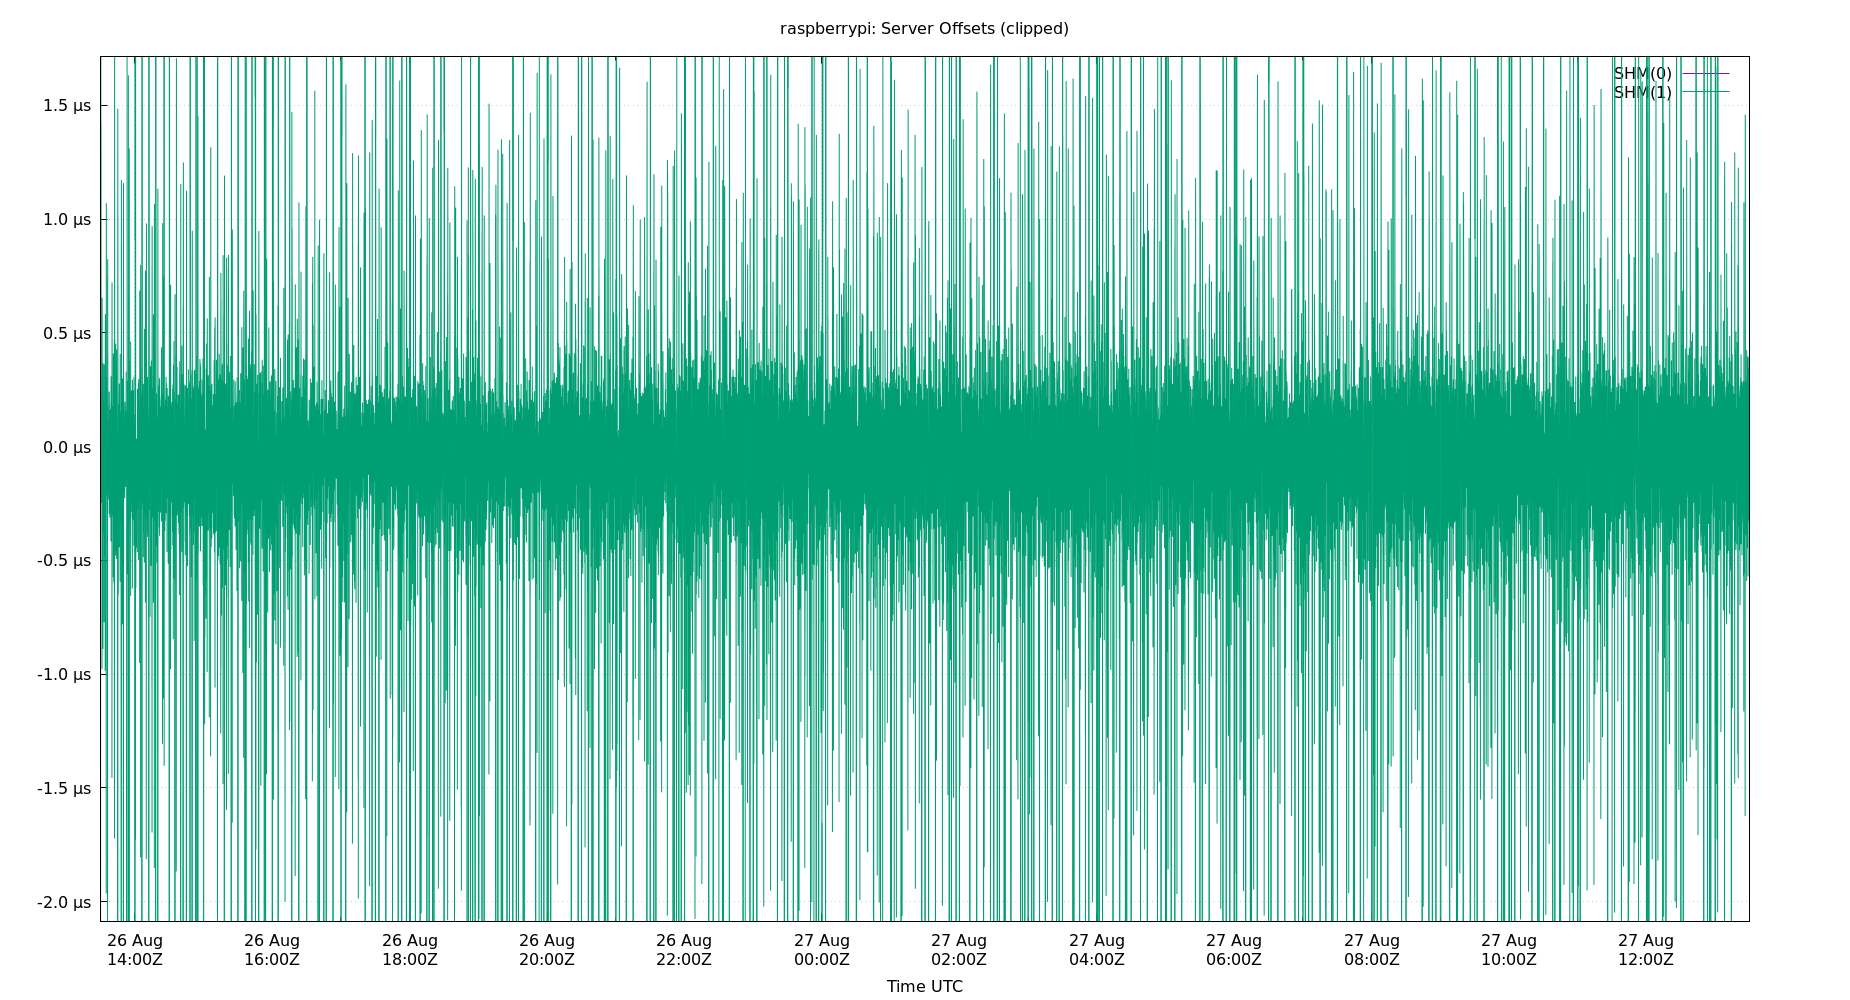 raspberrypi: Server Offsets (clipped)
SHM(0)
SHM(1)
1.5 µs
1.0 µs
0.5 µs
0.0 µs
-0.5 µs
-1.0 µs
-1.5 µs
-2.0 µs
26 Aug 26 Aug 26 Aug 26 Aug 26 Aug 27 Aug 27 Aug 27 Aug 27 Aug 27 Aug 27 Aug 27 Aug
14:00Z 16:00Z 18:00Z 20:00Z 22:00Z 00:00Z 02:00Z 04:00Z 06:00Z 08:00Z 10:00Z 12:00Z
Time UTC